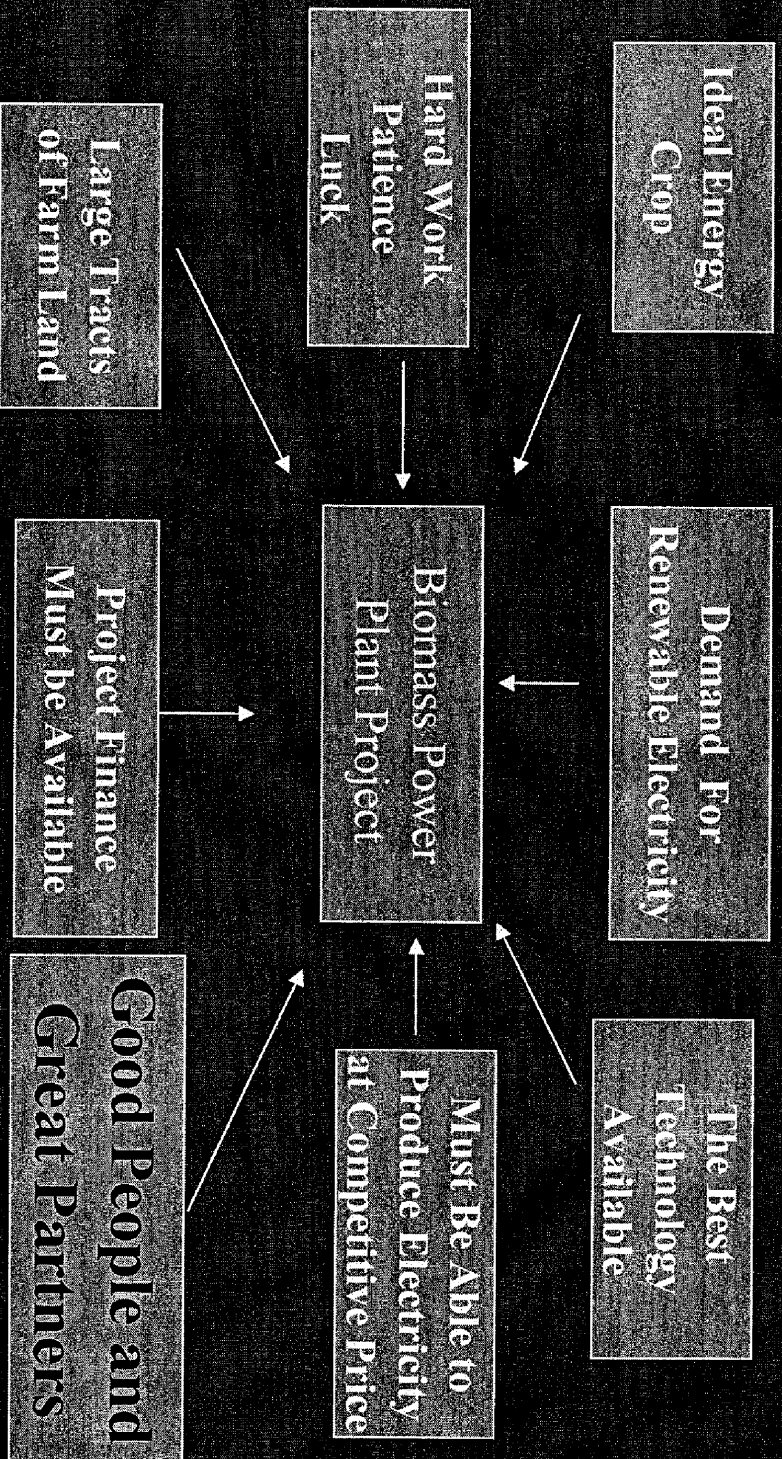 Ideal Energy
Crop
Demand For
Renewable Electricity
The Best
Technology
Available
Hard Work
Patience
Luck
Biomass Power
Plant Project
Must Be Able to
Produce Electricity
at Competitive Price
Large Tracts
of Farm Land
Project Finance
Must be Available
Good People and
Great Partners